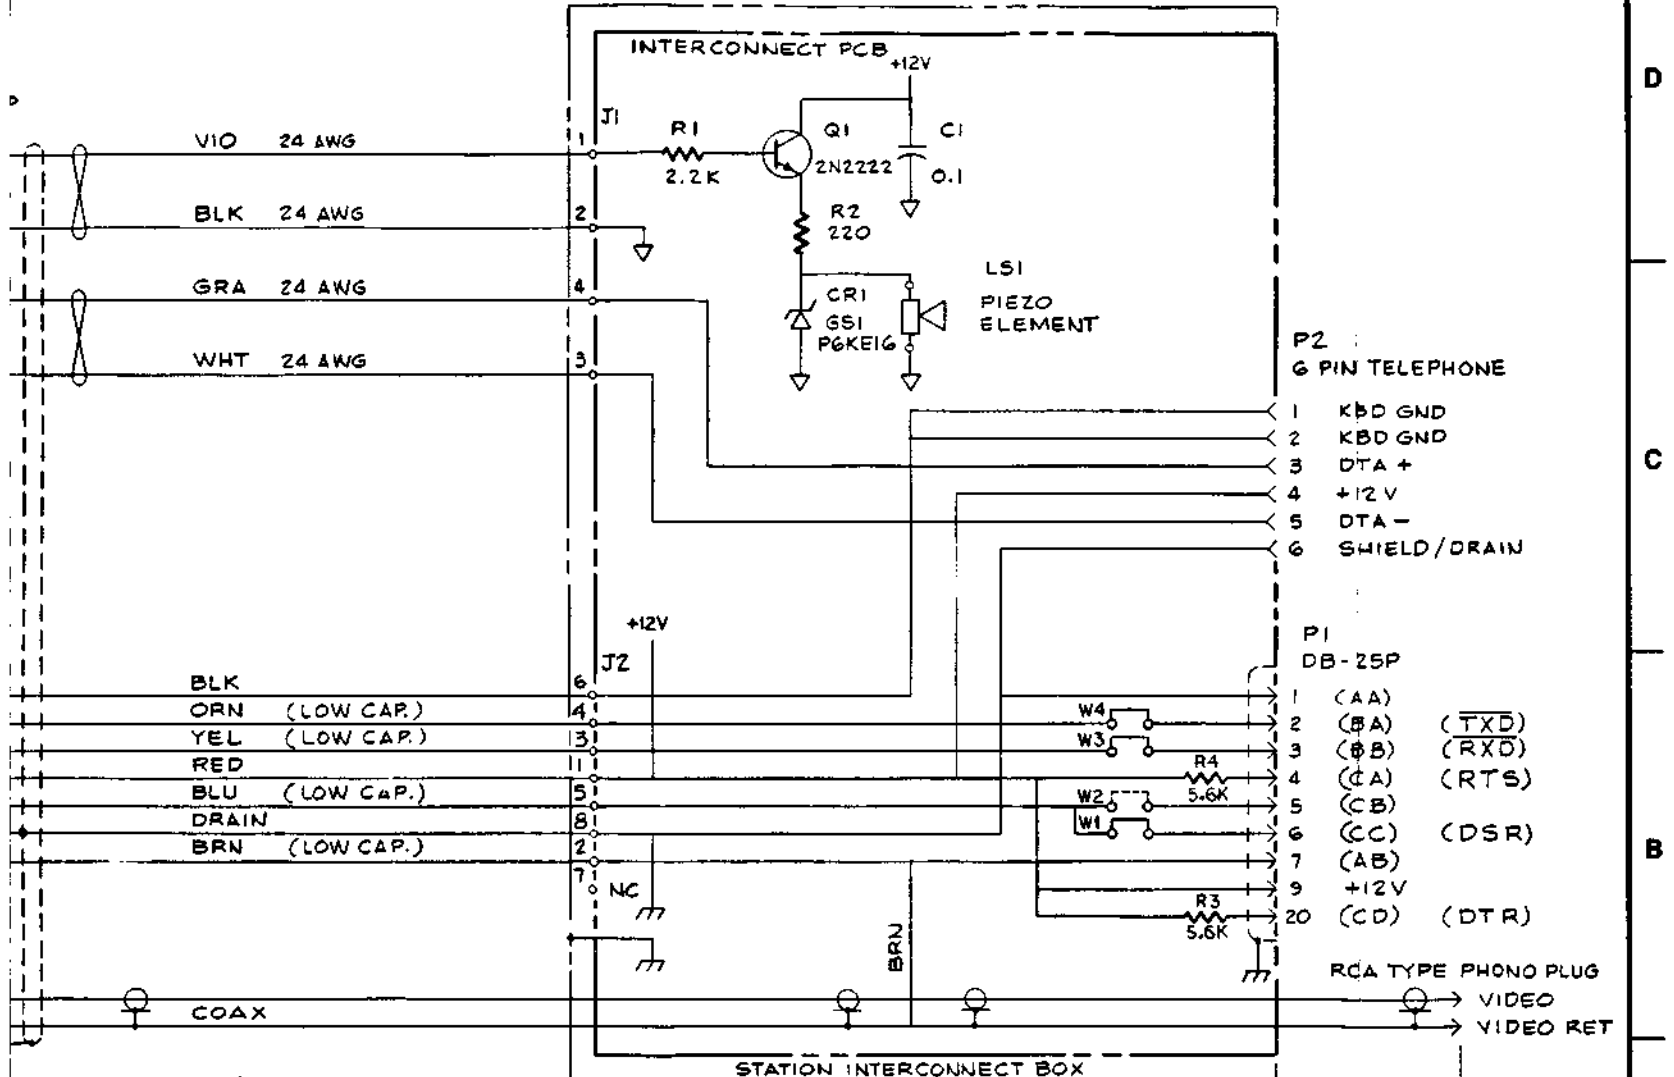 INTERCONNECT PCB
+12V
D
J1
R1
Q1
C1
VIO 24 AWG
1
2.2K
2N2222
0.1
BLK 24 AWG
2
R2
220
GRA 24 AWG
4
CR1
GSI
P6KE16
LS1
PIEZO
ELEMENT
WHT 24 AWG
3
P2
6 PIN TELEPHONE
1 KBD GND
2 KBD GND
3 DTA +
C
4 +12V
5 DTA -
6 SHIELD/DRAIN
+12V
J2
P1
DB-25P
BLK 6
1 (AA)
ORN (LOW CAP.) 4
W4
2 (BA) (TXD)
YEL (LOW CAP.) 3
W3
3 (BB) (RXD)
RED 1
R4
5.6K
4 (CA) (RTS)
BLU (LOW CAP.) 5
W2
5 (CB)
DRAIN 8
W1
6 (CC) (DSR)
BRN (LOW CAP.) 2
7 (AB)
B
7 NC
9 +12V
R3
5.6K
20 (CD) (DTR)
BRN
RCA TYPE PHONO PLUG
VIDEO
COAX
VIDEO RET
STATION INTERCONNECT BOX